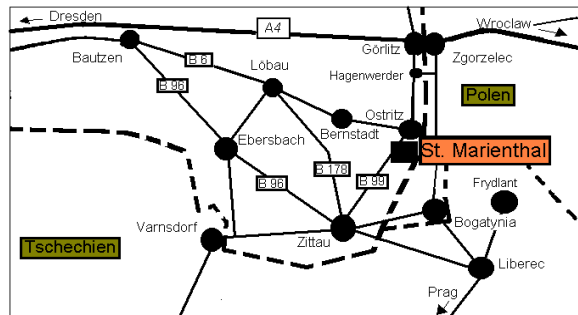 Dresden
A4
Wroclaw
Bautzen
B 6
Görlitz
Zgorzelec
Löbau
Hagenwerder
B 96
Polen
Ostritz
Bernstadt
Ebersbach
St. Marienthal
B 178
B 99
B 96
Frydlant
Varnsdorf
Zittau
Bogatynia
Tschechien
Liberec
Prag